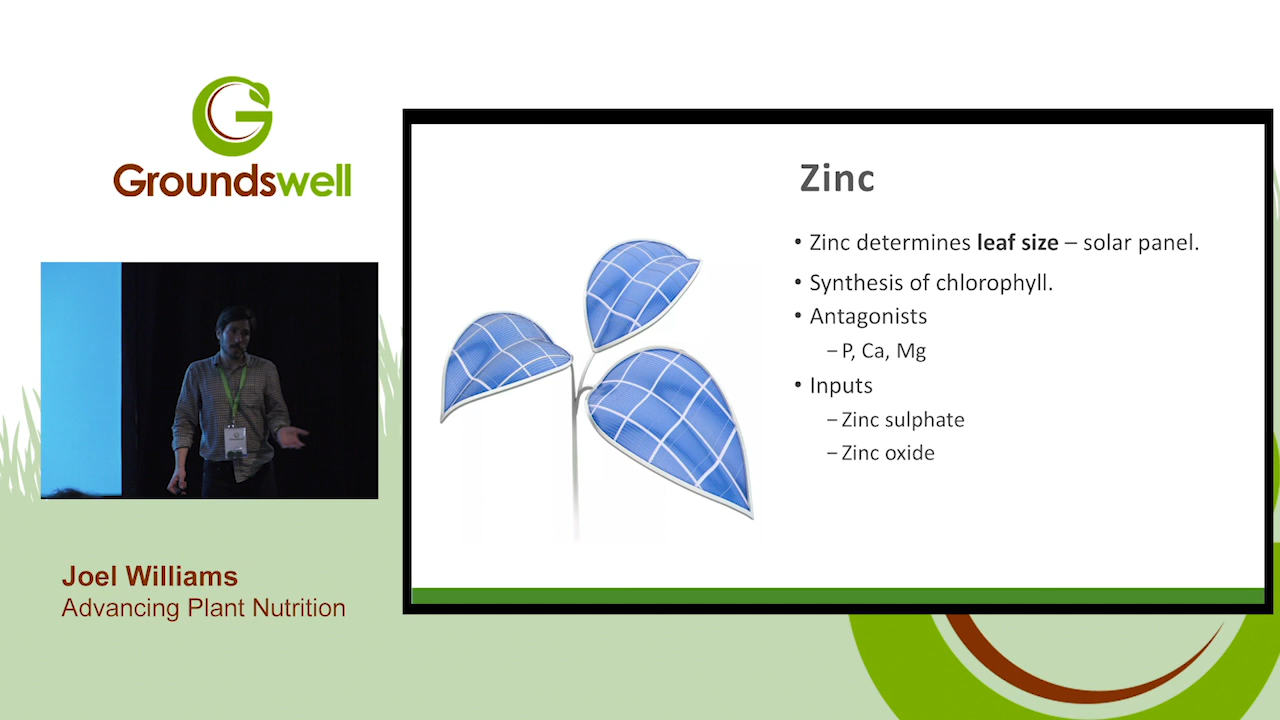 Groundswell
Zinc
• Zinc determines leaf size – solar panel.
• Synthesis of chlorophyll.
• Antagonists
– P, Ca, Mg
• Inputs
– Zinc sulphate
– Zinc oxide
Joel Williams
Advancing Plant Nutrition